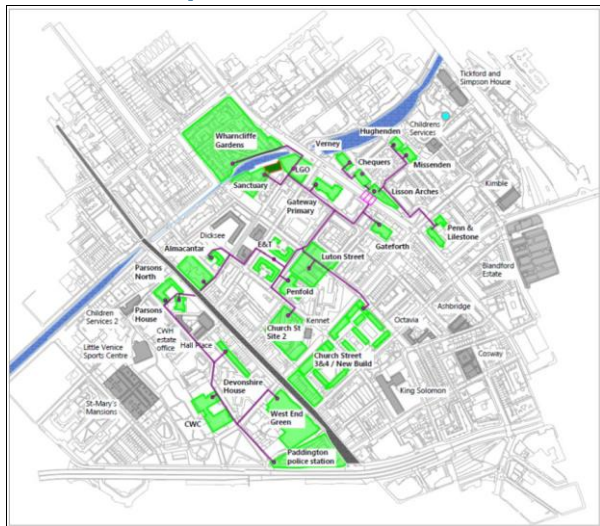 Tickford and
Simpson House
Childrens
Services
Hughenden
Verney
Wharncliffe
Gardens
Chequers
Missenden
LGO
Kimble
Sanctuary
Lisson Arches
Gateway
Primary
Penn &
Lilestone
Dicksee
Gateforth
E&T
Almacantar
Luton Street
Blandford
Estate
Parsons
North
Penfold
Parsons
House
Ashbridge
Children
Services 2
Church St
Site 2
Kennet
Octavia
CWH
estate
office
Hall Place
Little Venice
Sports Centre
Church Street
3&4 / New Build
Cosway
Devonshire
House
King Solomon
St-Mary's
Mansions
West End
Green
CWC
Paddington
police station